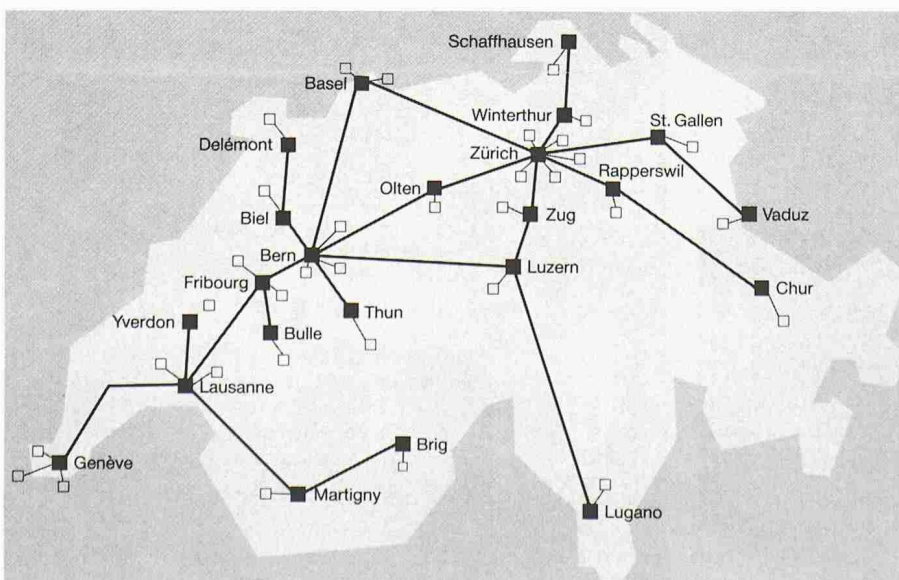 Schaffhausen
Basel
Winterthur
St. Gallen
Delémont
Zürich
Rapperswil
Olten
Biel
Zug
Vaduz
Bern
Luzern
Fribourg
Chur
Yverdon
Thun
Bulle
Lausanne
Brig
Genève
Martigny
Lugano